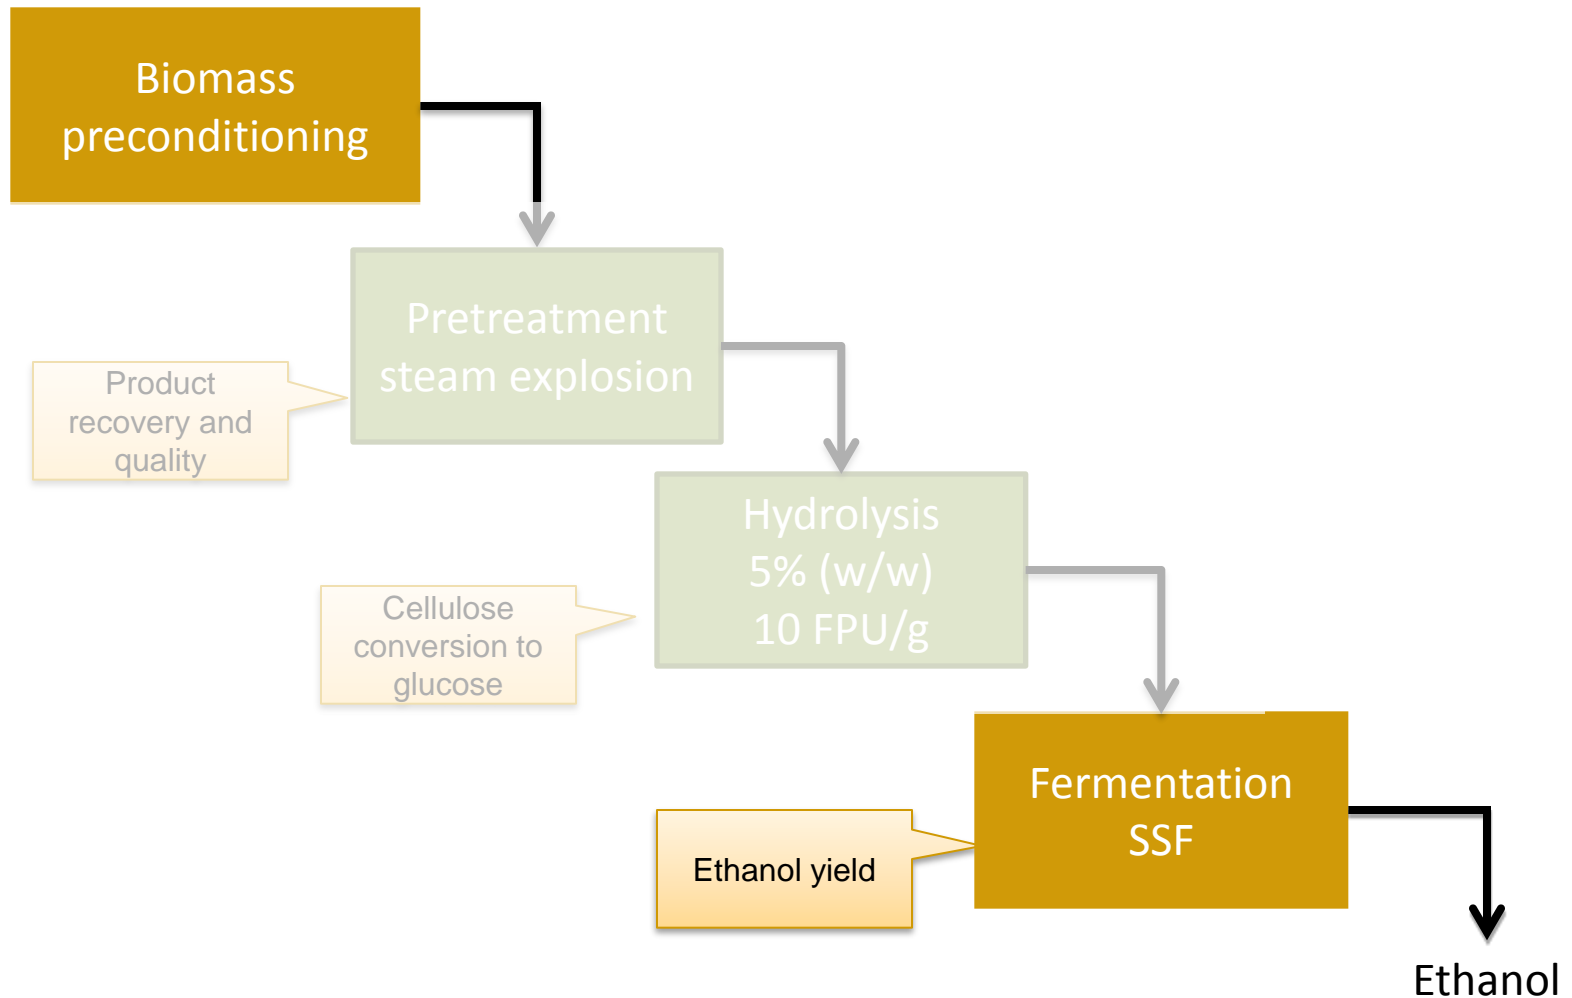 Biomass
preconditioning
Pretreatment
steam explosion
Product
recovery and
quality
Hydrolysis
5% (w/w)
10 FPU/g
Cellulose
conversion to
glucose
Fermentation
SSF
Ethanol yield
Ethanol